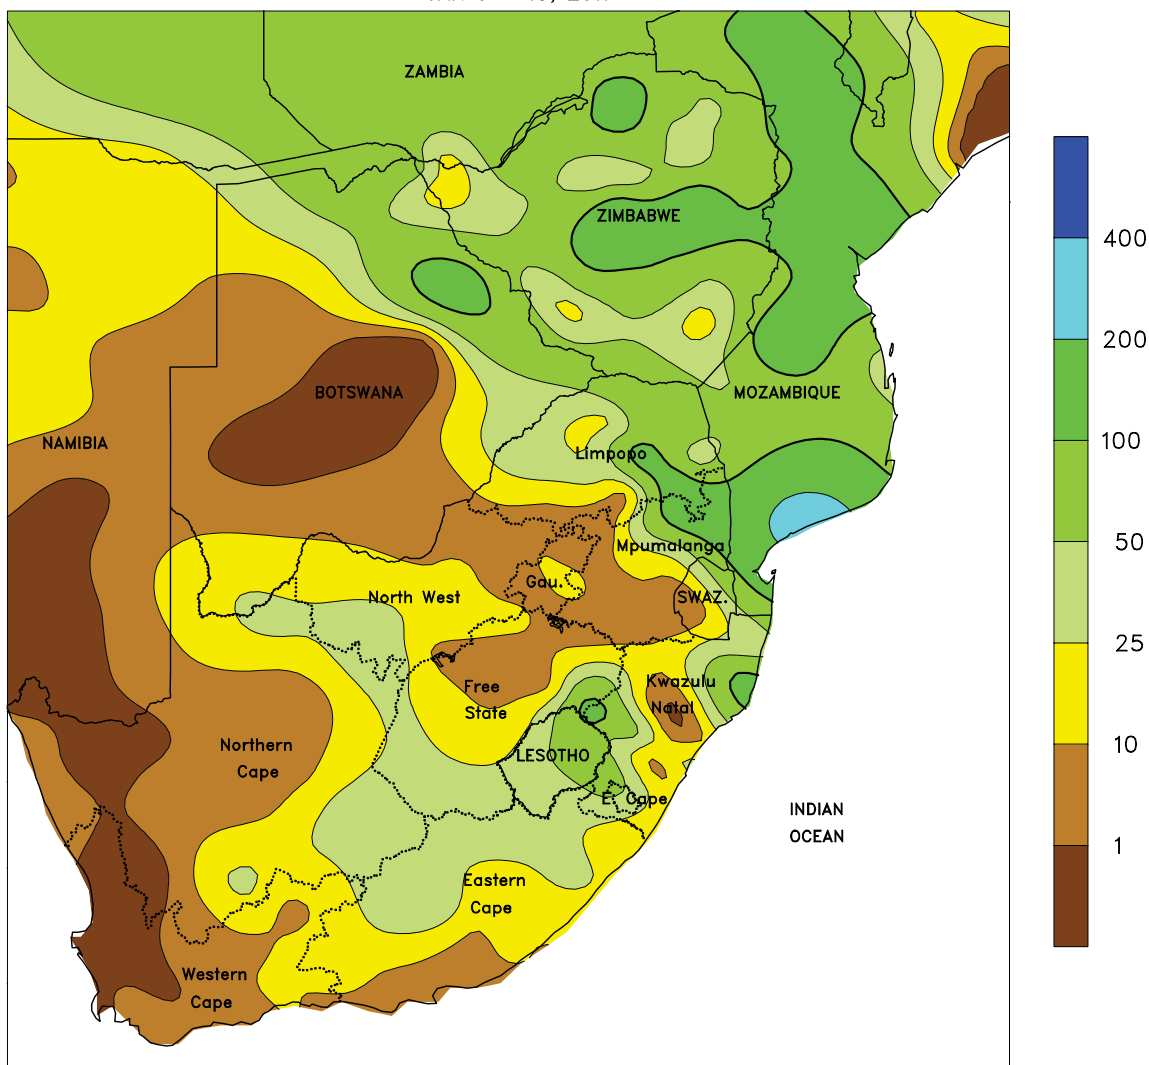 ZAMBIA
ZIMBABWE
BOTSWANA
MOZAMBIQUE
NAMIBIA
Limpopo
Mpumalanga
Gau.
North West
SWAZ.
Kwazulu
Natal
Free
State
Northern
Cape
LESOTHO
E. Cape
INDIAN
OCEAN
Eastern
Cape
Western
Cape
400
200
100
50
25
10
1